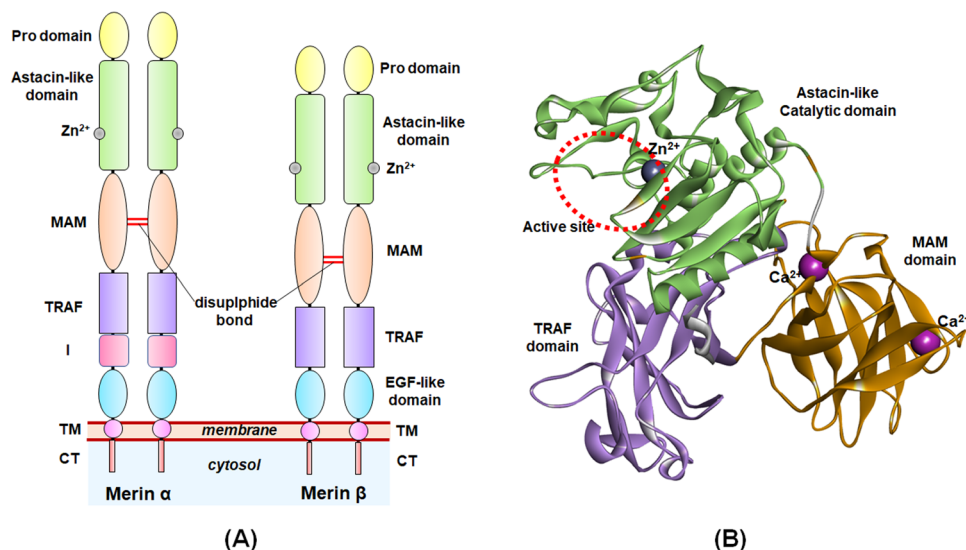 Pro domain
Astacin-like
domain
Zn2+
MAM
TRAF
I
TM
CT
disuplphide
bond
membrane
cytosol
Merin α
Pro domain
Astacin-like
domain
Zn2+
MAM
TRAF
EGF-like
domain
TM
CT
Merin β
(A)
Astacin-like
Catalytic domain
Zn2+
Active site
MAM
domain
Ca2+
Ca2+
TRAF
domain
(B)